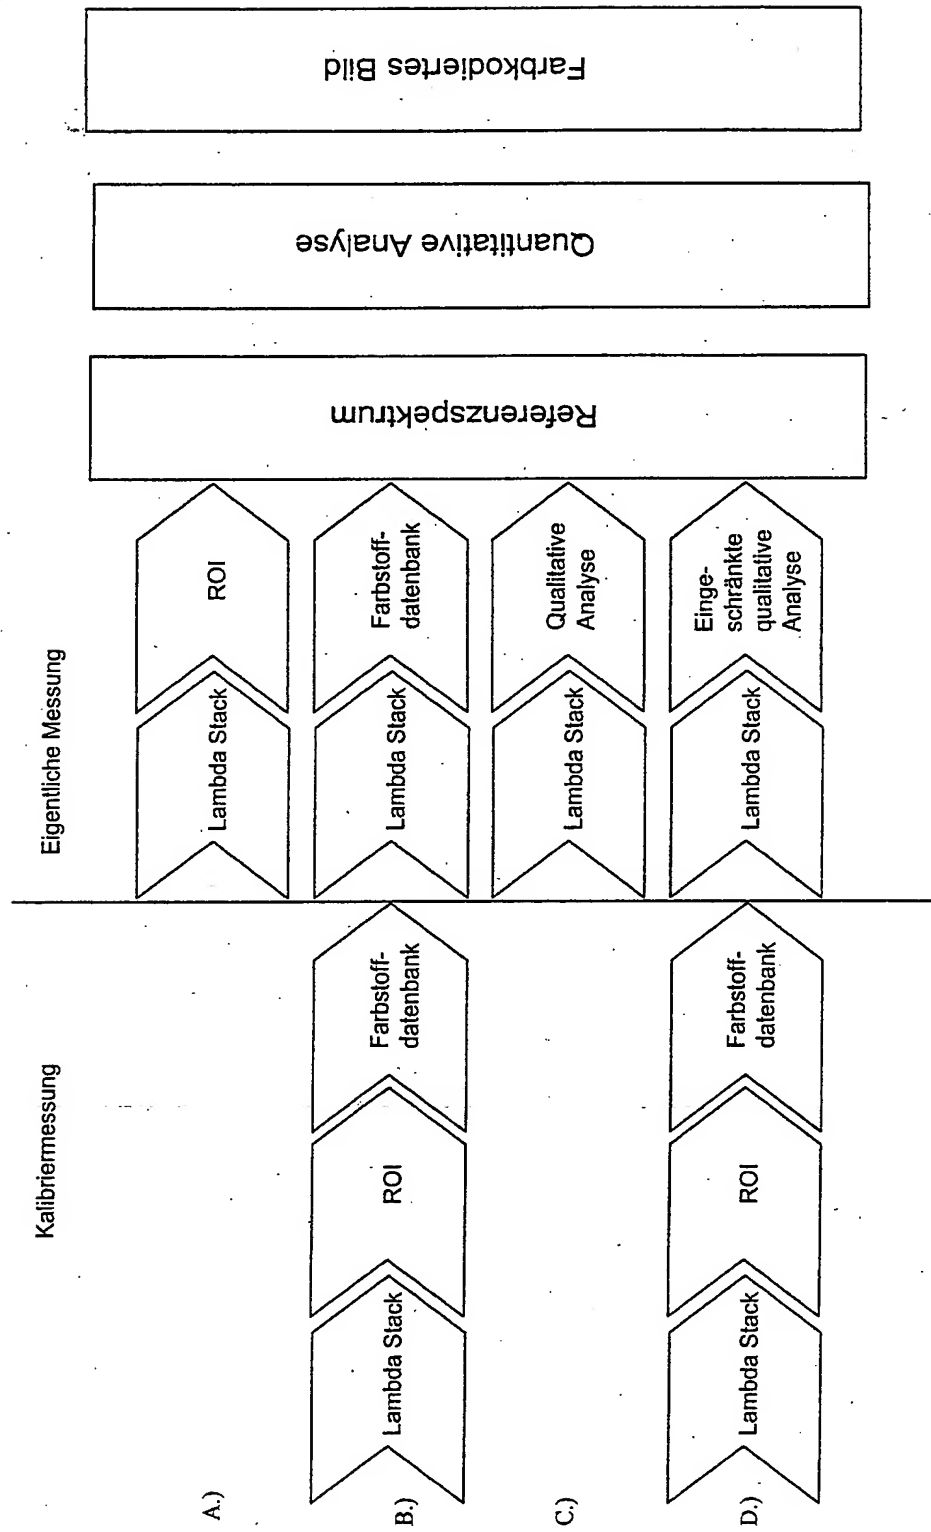 Kalibriermessung
Eigentliche Messung
A.)
Lambda Stack
ROI
B.)
Lambda Stack
ROI
Farbstoff-
datenbank
Lambda Stack
Farbstoff-
datenbank
C.)
Lambda Stack
Qualitative
Analyse
D.)
Lambda Stack
ROI
Farbstoff-
datenbank
Lambda Stack
Einge-
schränkte
qualitative
Analyse
Referenzspektrum
Quantitative Analyse
Farbkodiertes Bild